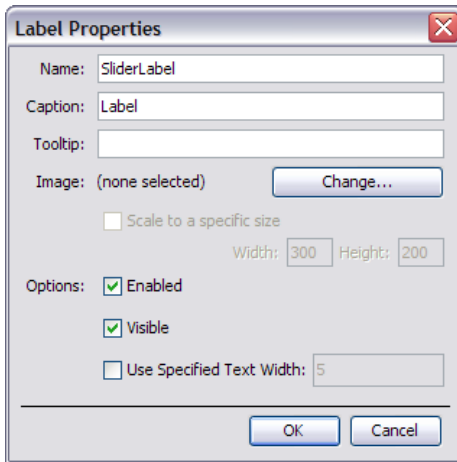 Label Properties
Name: SliderLabel
Caption: Label
Tooltip:
Image: (none selected) Change...
Scale to a specific size
Width: 300 Height: 200
Options: Enabled
Visible
Use Specified Text Width: 5
OK Cancel